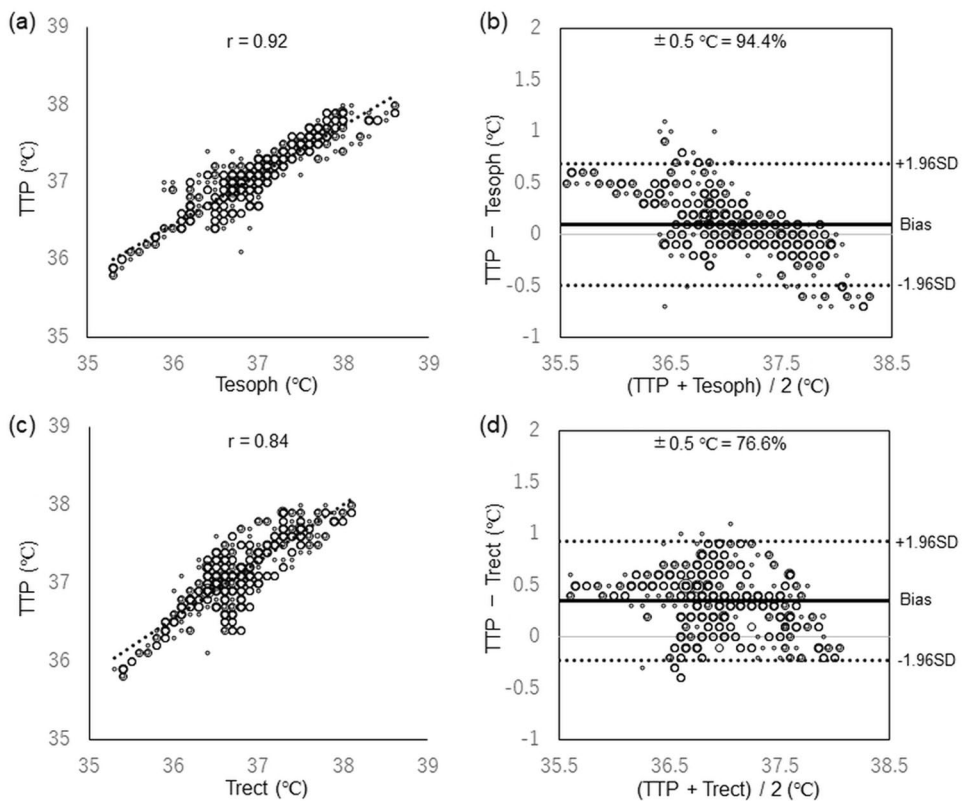 (a)
r = 0.92
39
38
37
36
35
TTP (℃)
35 36 37 38 39
Tesoph (℃)
(b)
±0.5 ℃ = 94.4%
2
1.5
1
0.5
0
-0.5
-1
TTP − Tesoph (℃)
+1.96SD
Bias
-1.96SD
35.5 36.5 37.5 38.5
(TTP + Tesoph) / 2 (℃)
(c)
r = 0.84
39
38
37
36
35
TTP (℃)
35 36 37 38 39
Trect (℃)
(d)
±0.5 ℃ = 76.6%
2
1.5
1
0.5
0
-0.5
-1
TTP − Trect (℃)
+1.96SD
Bias
-1.96SD
35.5 36.5 37.5 38.5
(TTP + Trect) / 2 (℃)